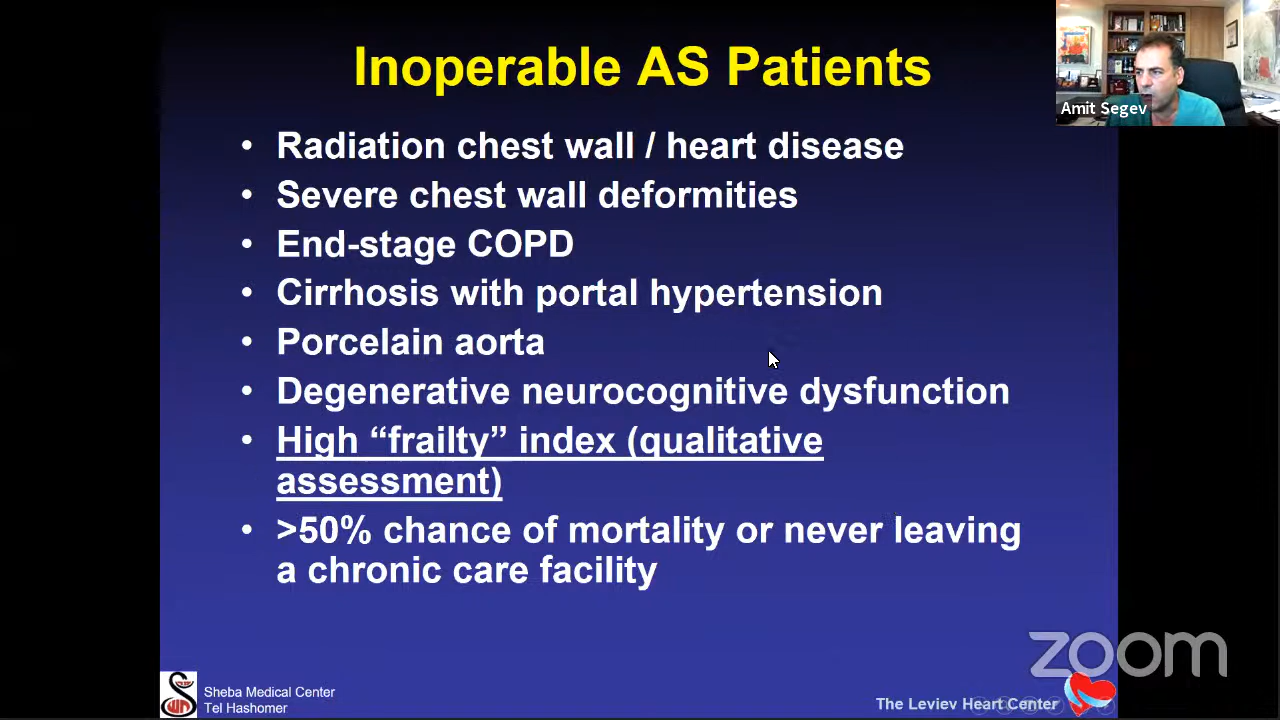 Inoperable AS Patients
Amit Segev
• Radiation chest wall / heart disease
• Severe chest wall deformities
• End-stage COPD
• Cirrhosis with portal hypertension
• Porcelain aorta
• Degenerative neurocognitive dysfunction
• High “frailty” index (qualitative
assessment)
• >50% chance of mortality or never leaving
a chronic care facility
zoom
Sheba Medical Center
Tel Hashomer
The Leviev Heart Center